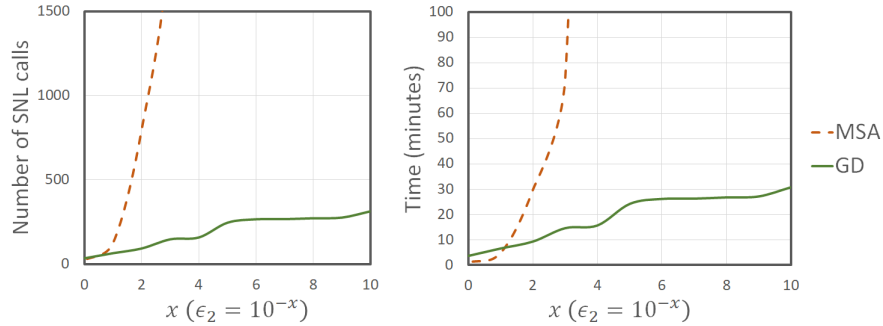 Number of SNL calls
1500
1000
500
0
0 2 4 6 8 10
x (ϵ₂ = 10⁻ˣ)
Time (minutes)
100
90
80
70
60
50
40
30
20
10
0
0 2 4 6 8 10
x (ϵ₂ = 10⁻ˣ)
MSA
GD